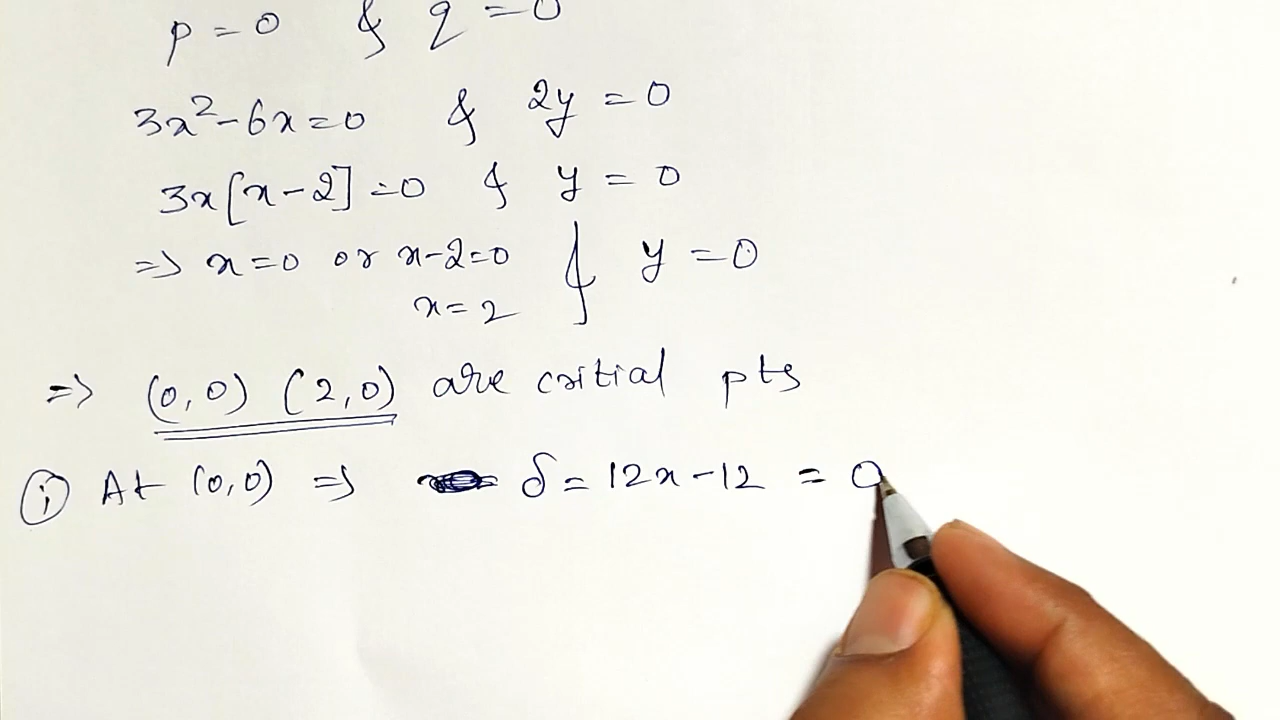 p = 0 & q = 0
3x²-6x=0 & 2y = 0
3x[x-2]=0 & y = 0
=> x=0 or x-2=0 & y = 0
x=2
=> (0,0) (2,0) are critial pts
(i) At (0,0) => δ = 12x-12 = 0